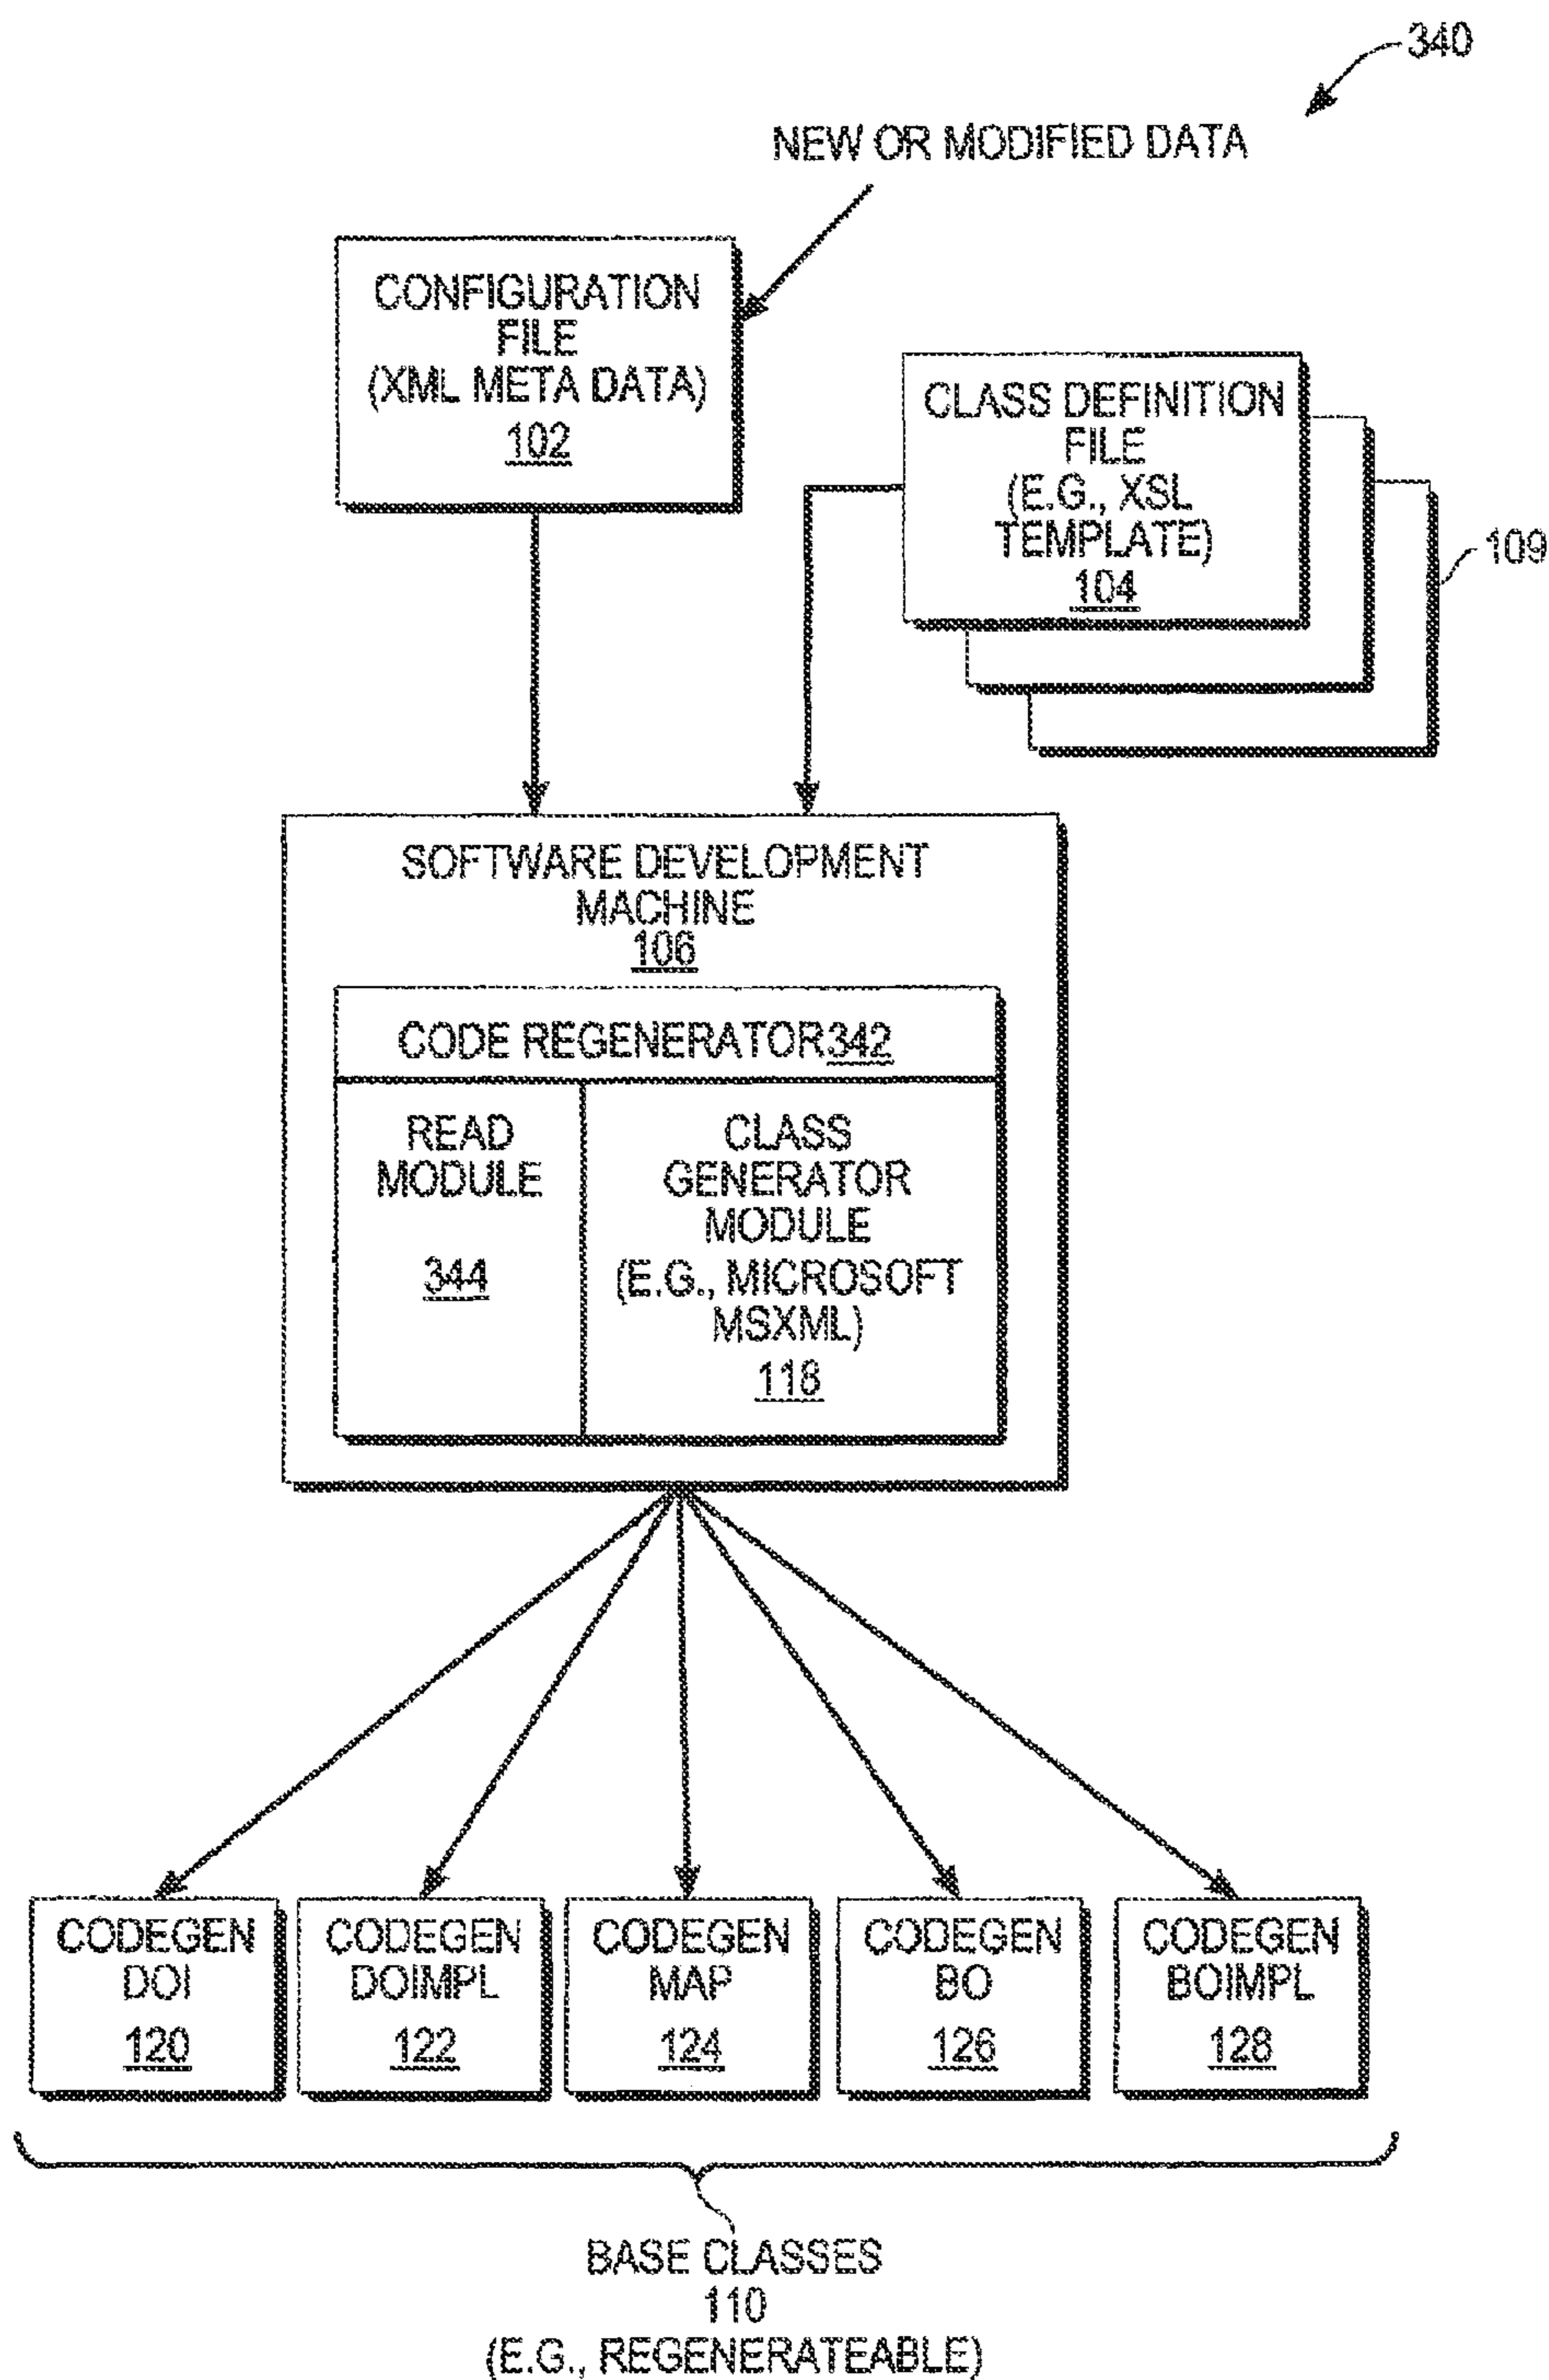 340
NEW OR MODIFIED DATA
CONFIGURATION
FILE
(XML META DATA)
102
CLASS DEFINITION
FILE
(E.G., XSL
TEMPLATE)
104
109
SOFTWARE DEVELOPMENT
MACHINE
106
CODE REGENERATOR342
READ
MODULE
344
CLASS
GENERATOR
MODULE
(E.G., MICROSOFT
MSXML)
118
CODEGEN
DOI
120
CODEGEN
DOIMPL
122
CODEGEN
MAP
124
CODEGEN
BO
126
CODEGEN
BOIMPL
128
BASE CLASSES
110
(E.G., REGENERATEABLE)